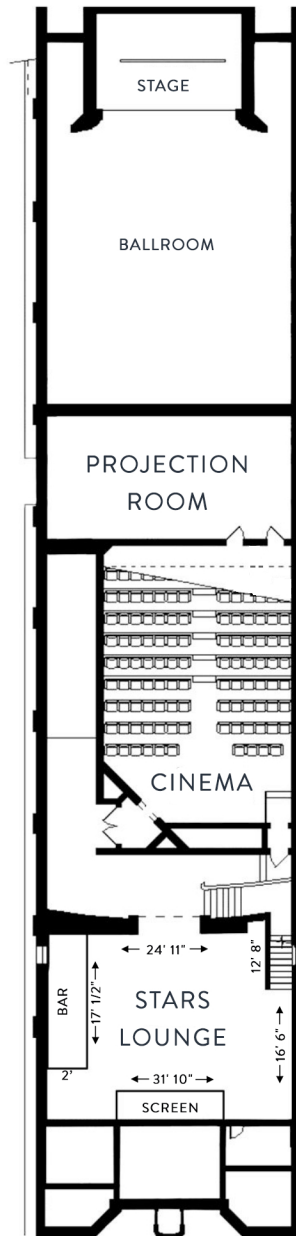 STAGE
BALLROOM
PROJECTION
ROOM
CINEMA
24' 11"
12' 8"
BAR
17' 1/2"
STARS
LOUNGE
16' 6"
2'
31' 10"
SCREEN